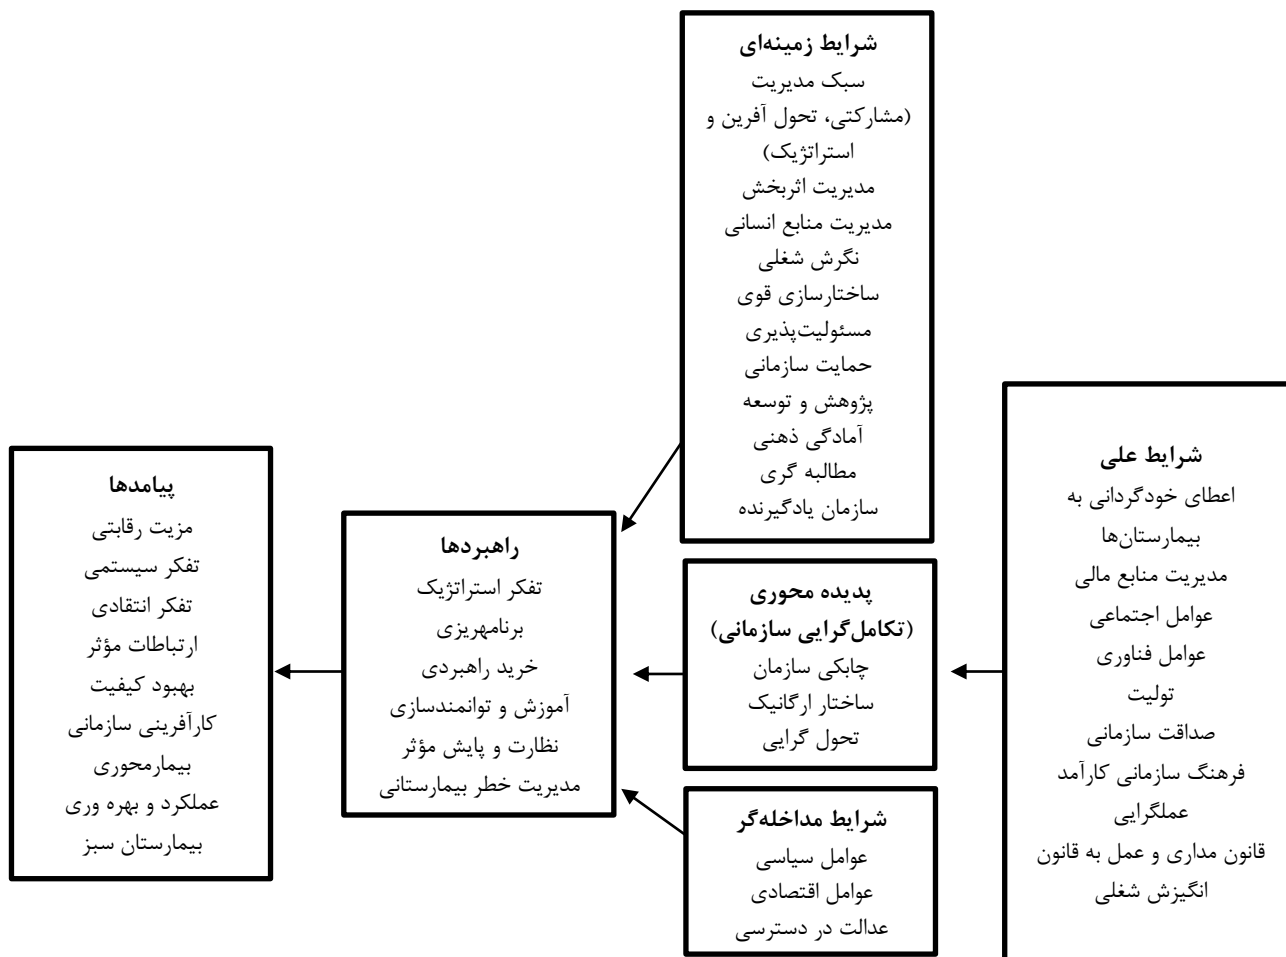 شرایط زمینه‌ای
سبک مدیریت
(مشارکتی، تحول آفرین و
استراتژیک)
مدیریت اثربخش
مدیریت منابع انسانی
نگرش شغلی
ساختارسازی قوی
مسئولیت‌پذیری
حمایت سازمانی
پژوهش و توسعه
آمادگی ذهنی
مطالبه گری
سازمان یادگیرنده
شرایط علی
اعطای خودگردانی به
بیمارستان‌ها
مدیریت منابع مالی
عوامل اجتماعی
عوامل فناوری
تولیت
صداقت سازمانی
فرهنگ سازمانی کارآمد
عملگرایی
قانون مداری و عمل به قانون
انگیزش شغلی
پدیده محوری
(تکامل‌گرایی سازمانی)
چابکی سازمان
ساختار ارگانیک
تحول گرایی
شرایط مداخله‌گر
عوامل سیاسی
عوامل اقتصادی
عدالت در دسترسی
راهبردها
تفکر استراتژیک
برنامهریزی
خرید راهبردی
آموزش و توانمندسازی
نظارت و پایش مؤثر
مدیریت خطر بیمارستانی
پیامدها
مزیت رقابتی
تفکر سیستمی
تفکر انتقادی
ارتباطات مؤثر
بهبود کیفیت
کارآفرینی سازمانی
بیمارمحوری
عملکرد و بهره وری
بیمارستان سبز